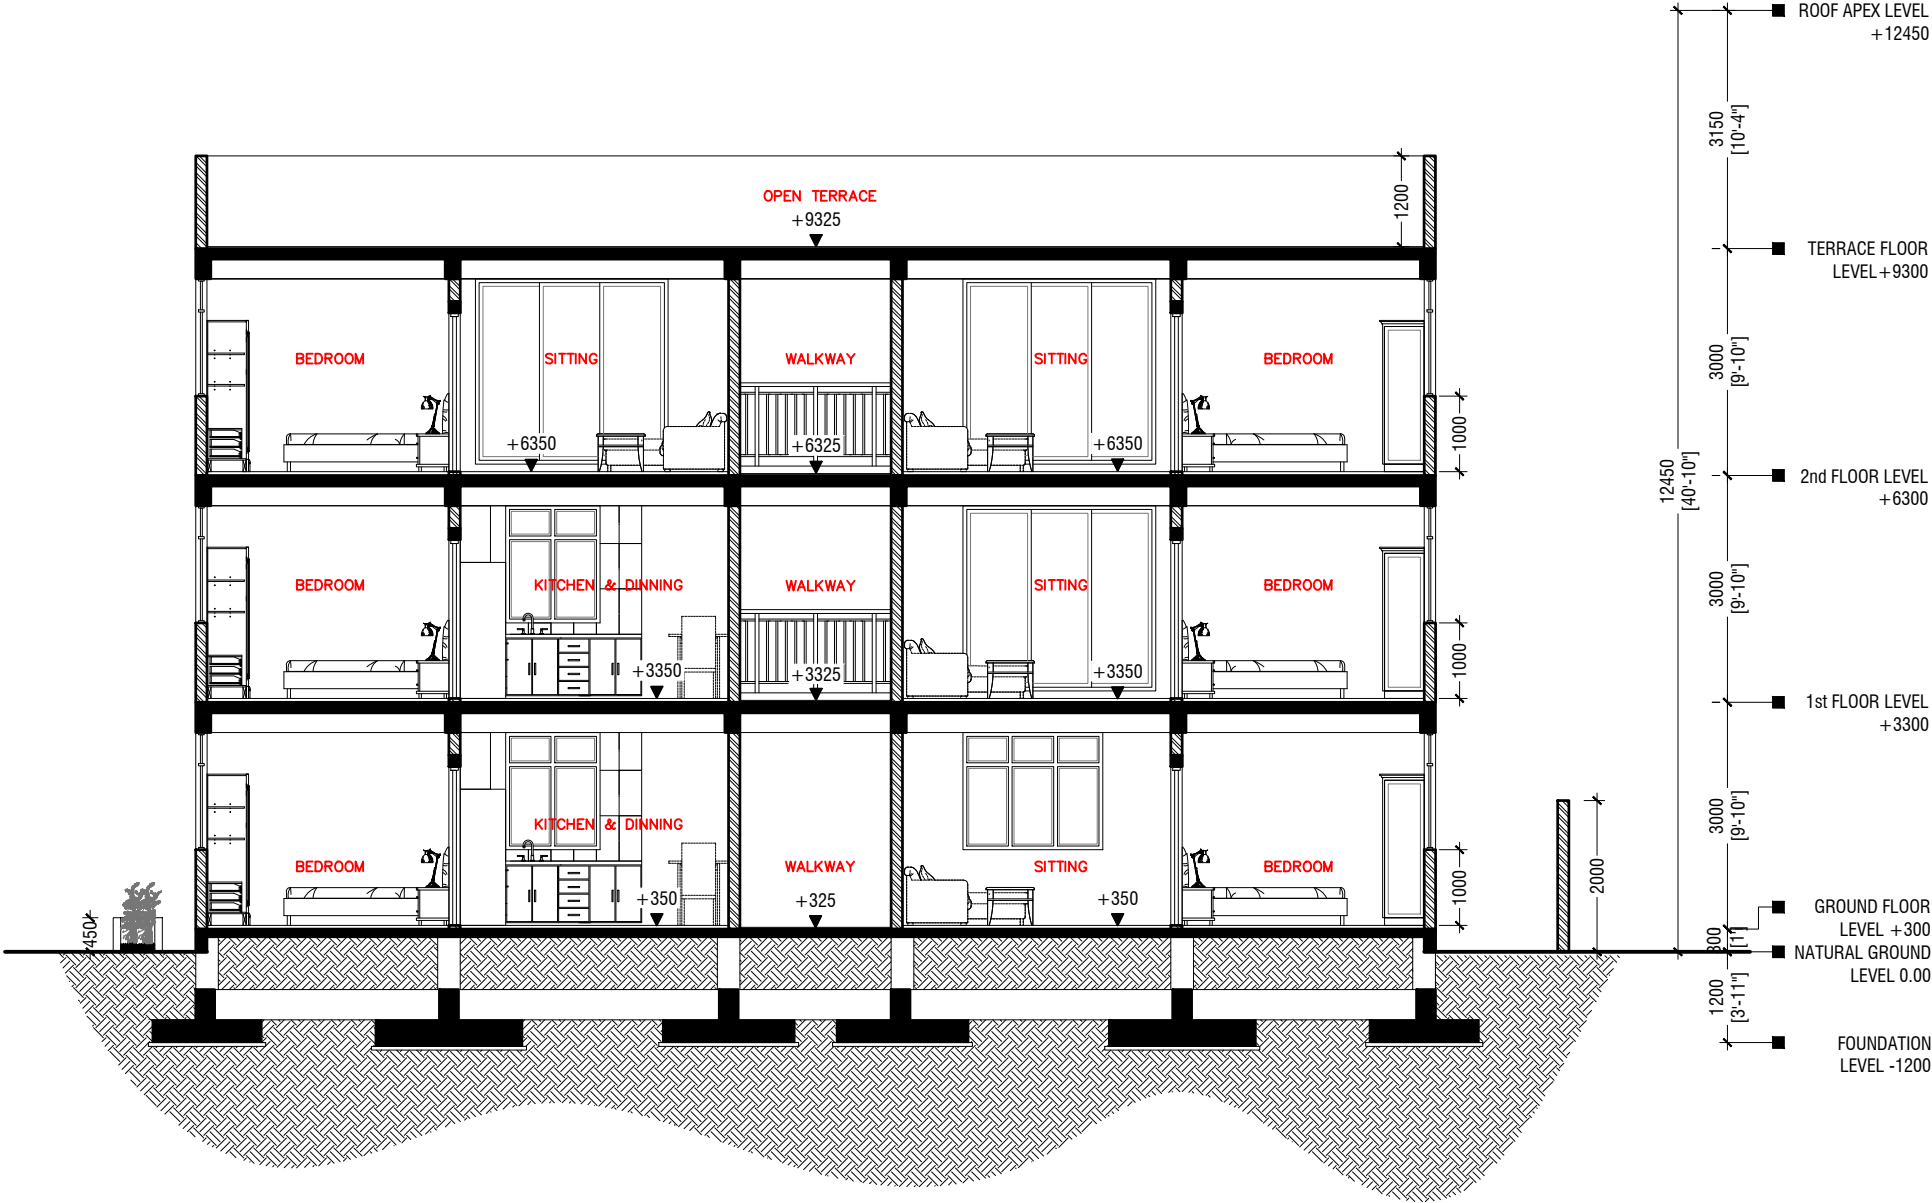 ROOF APEX LEVEL
+12450
3150
[10'-4"]
OPEN TERRACE
+9325
1200
TERRACE FLOOR
LEVEL+9300
BEDROOM
SITTING
WALKWAY
SITTING
BEDROOM
3000
[9'-10"]
+6350
+6325
+6350
1000
12450
[40'-10"]
2nd FLOOR LEVEL
+6300
BEDROOM
KITCHEN & DINNING
WALKWAY
SITTING
BEDROOM
3000
[9'-10"]
+3350
+3325
+3350
1000
1st FLOOR LEVEL
+3300
KITCHEN & DINNING
3000
[9'-10"]
BEDROOM
WALKWAY
SITTING
BEDROOM
+350
+325
+350
1000
2000
450
GROUND FLOOR
LEVEL +300
300
[1']
NATURAL GROUND
LEVEL 0.00
1200
[3'-11"]
FOUNDATION
LEVEL -1200